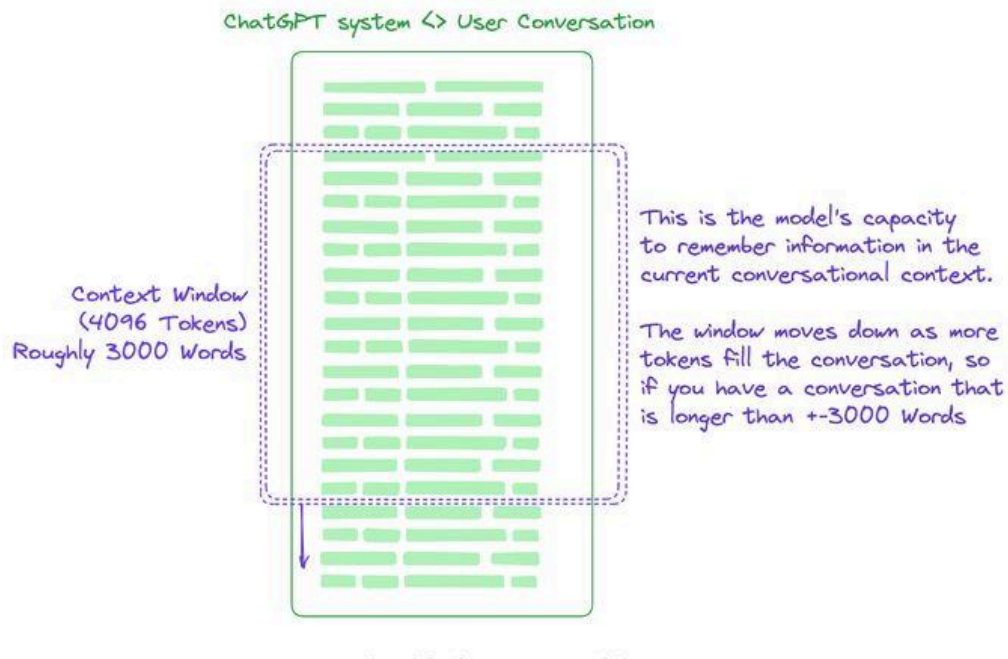 ChatGPT system <> User Conversation
Context Window
(4096 Tokens)
Roughly 3000 Words
This is the model's capacity
to remember information in the
current conversational context.
The window moves down as more
tokens fill the conversation, so
if you have a conversation that
is longer than +-3000 Words